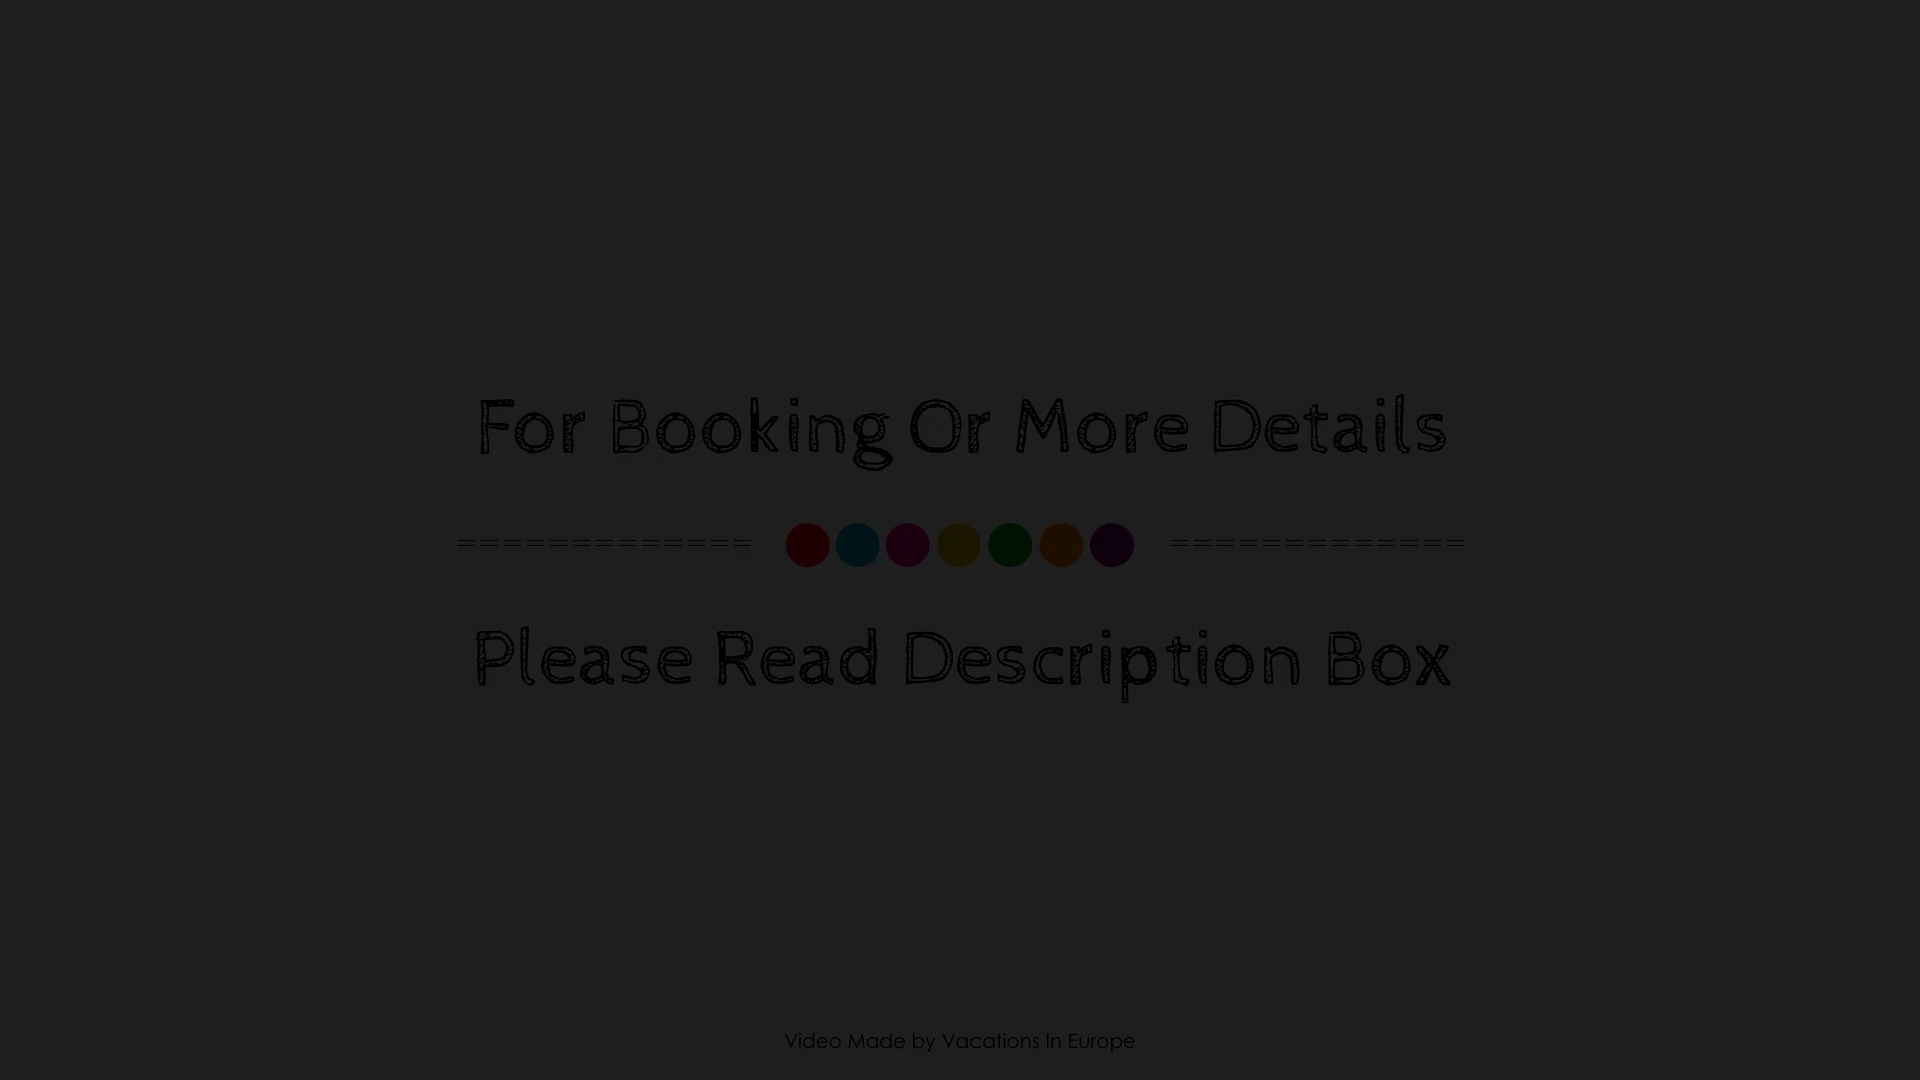 For Booking Or More Details
============= =============
Please Read Description Box
Video Made by Vacations In Europe